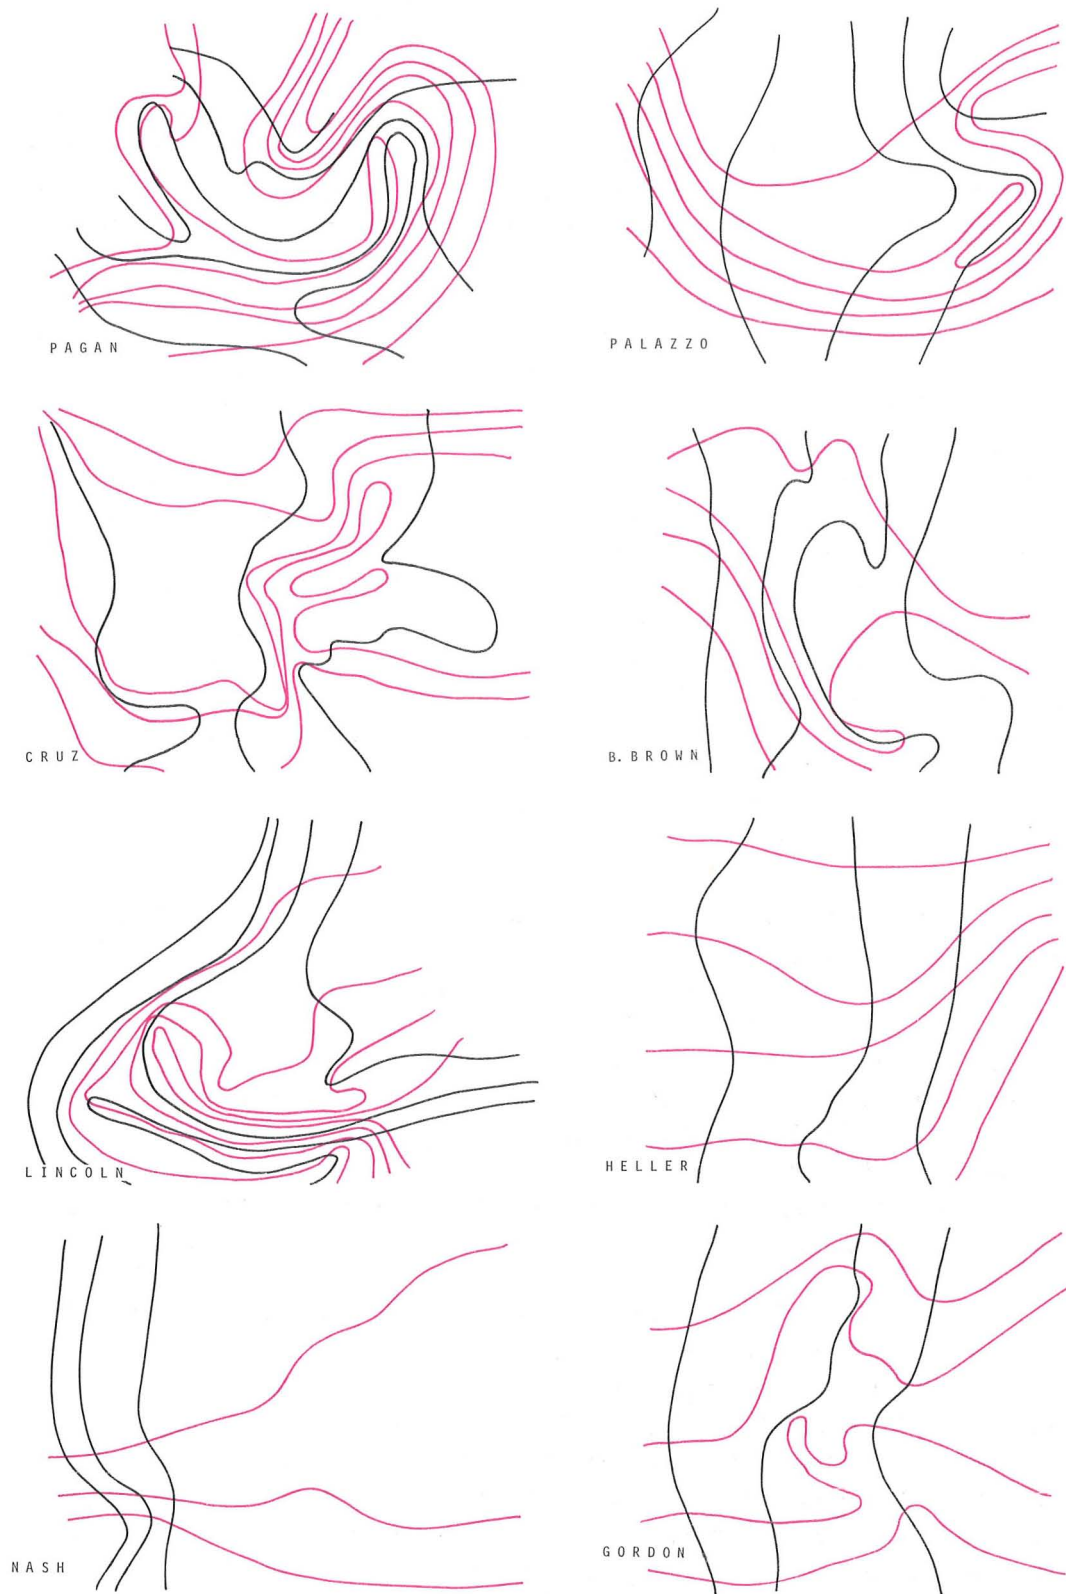 PAGAN
PALAZZO
CRUZ
B. BROWN
LINCOLN
HELLER
NASH
GORDON